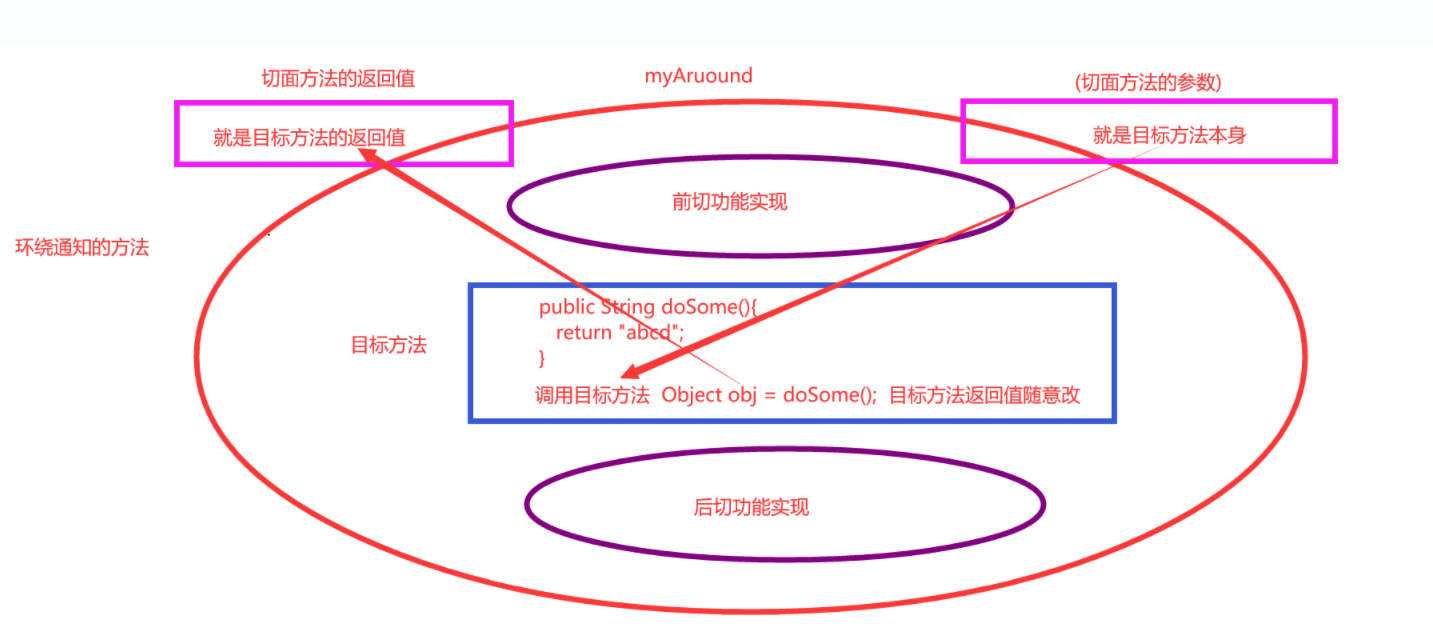 切面方法的返回值
myAruound
(切面方法的参数)
就是目标方法的返回值
就是目标方法本身
前切功能实现
环绕通知的方法
public String doSome(){
return "abcd";
}
目标方法
调用目标方法 Object obj = doSome(); 目标方法返回值随意改
后切功能实现